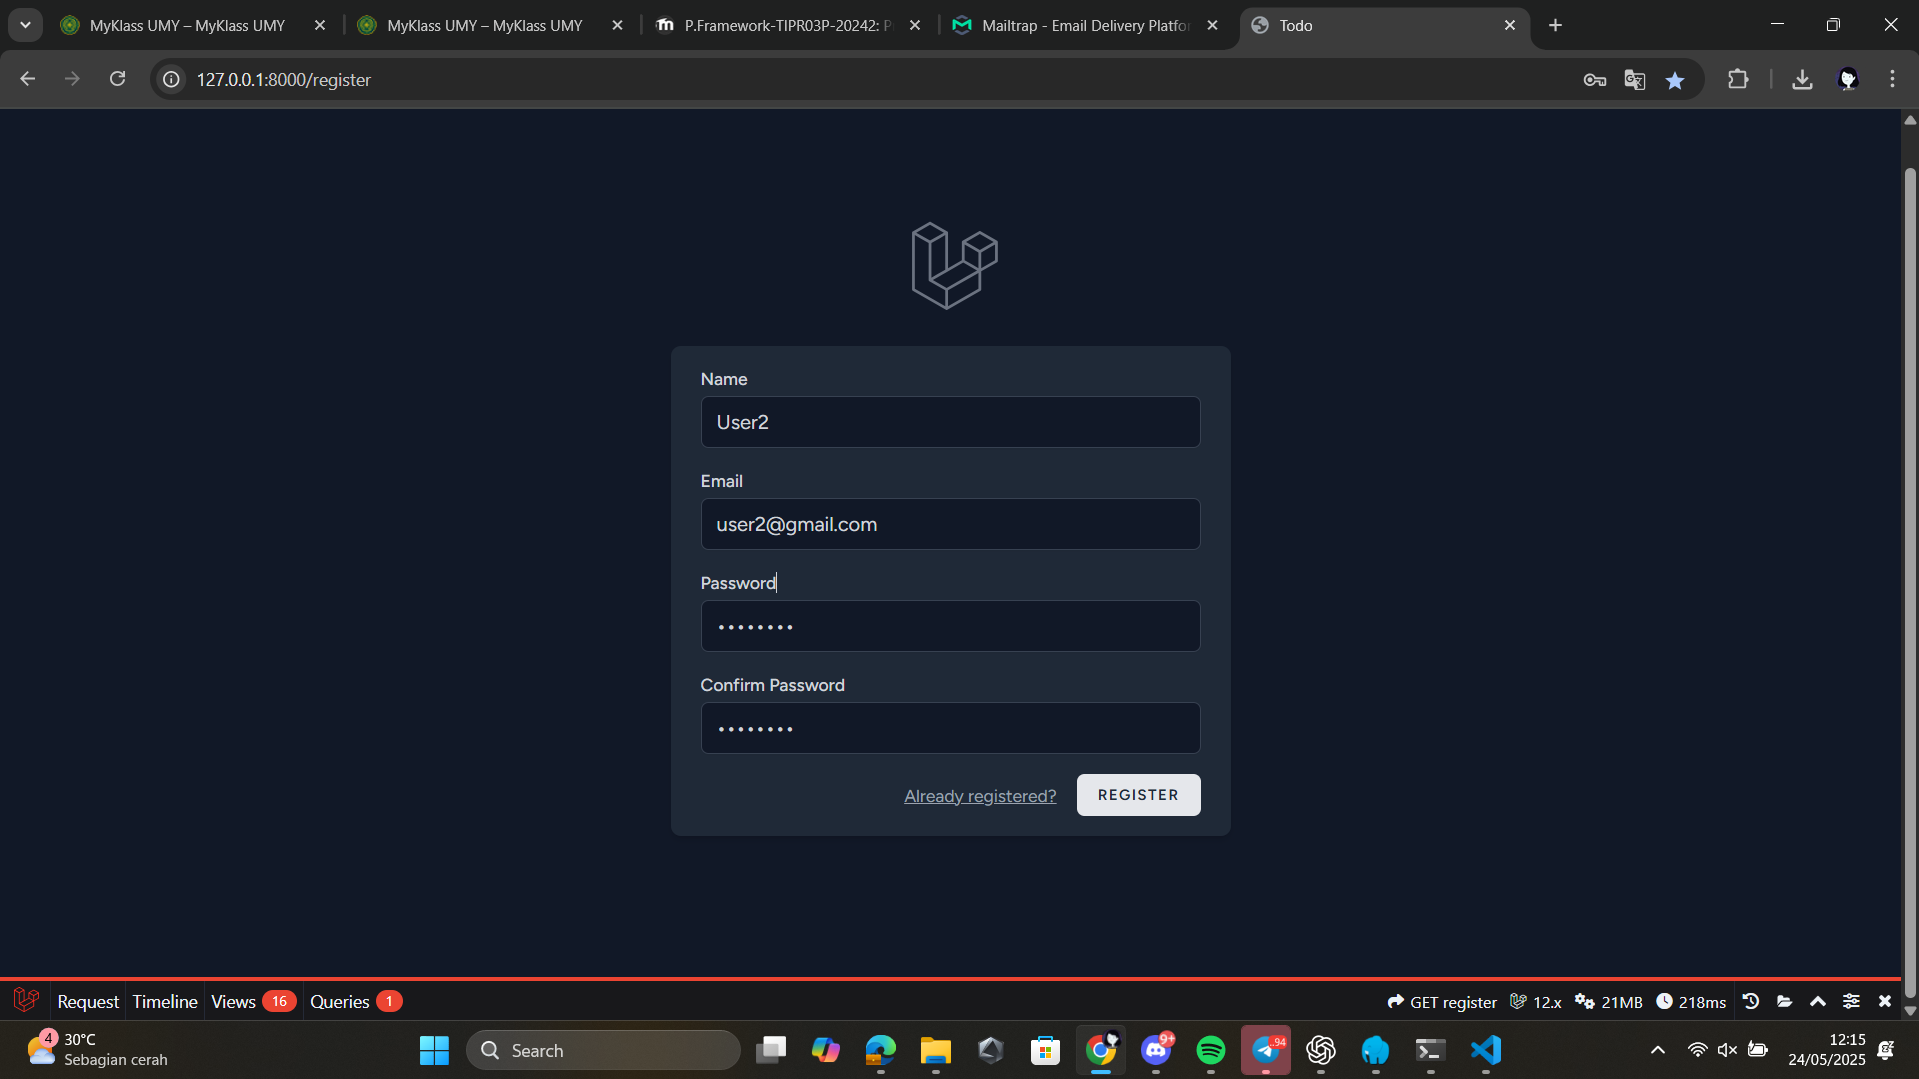 MyKlass UMY – MyKlass UMY
MyKlass UMY – MyKlass UMY
P.Framework-TIPR03P-20242: P
Mailtrap - Email Delivery Platfor
Todo
127.0.0.1:8000/register
Name
User2
Email
user2@gmail.com
Password
••••••••
Confirm Password
••••••••
Already registered?
REGISTER
Request
Timeline
Views 16
Queries 1
GET register
12.x
21MB
218ms
4
30°C
Sebagian cerah
Search
9+
94
12:15
24/05/2025